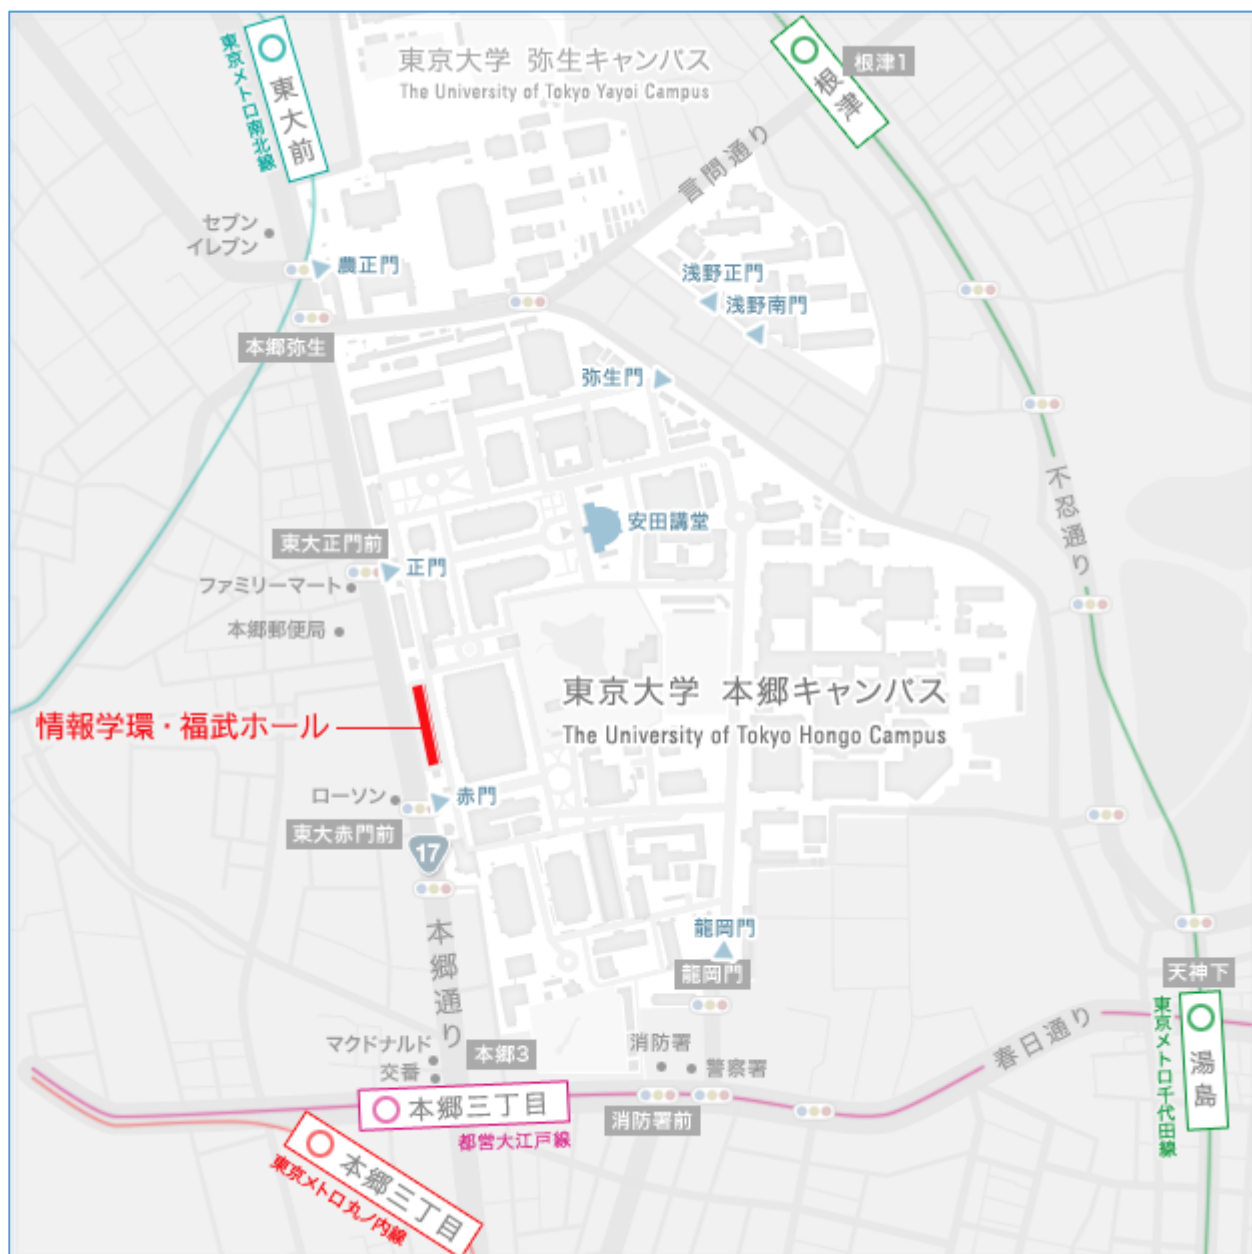 東大前
東京メトロ南北線
東京大学 弥生キャンパス
The University of Tokyo Yayoi Campus
根津
根津1
言問通り
セブン
イレブン
農正門
浅野正門
浅野南門
本郷弥生
弥生門
不忍通り
安田講堂
東大正門前
正門
ファミリーマート
本郷郵便局
東京大学 本郷キャンパス
The University of Tokyo Hongo Campus
情報学環・福武ホール
ローソン
赤門
東大赤門前
17
本郷通り
龍岡門
龍岡門
天神下
湯島
東京メトロ千代田線
春日通り
マクドナルド
交番
本郷3
消防署
警察署
本郷三丁目
都営大江戸線
消防署前
本郷三丁目
東京メトロ丸ノ内線